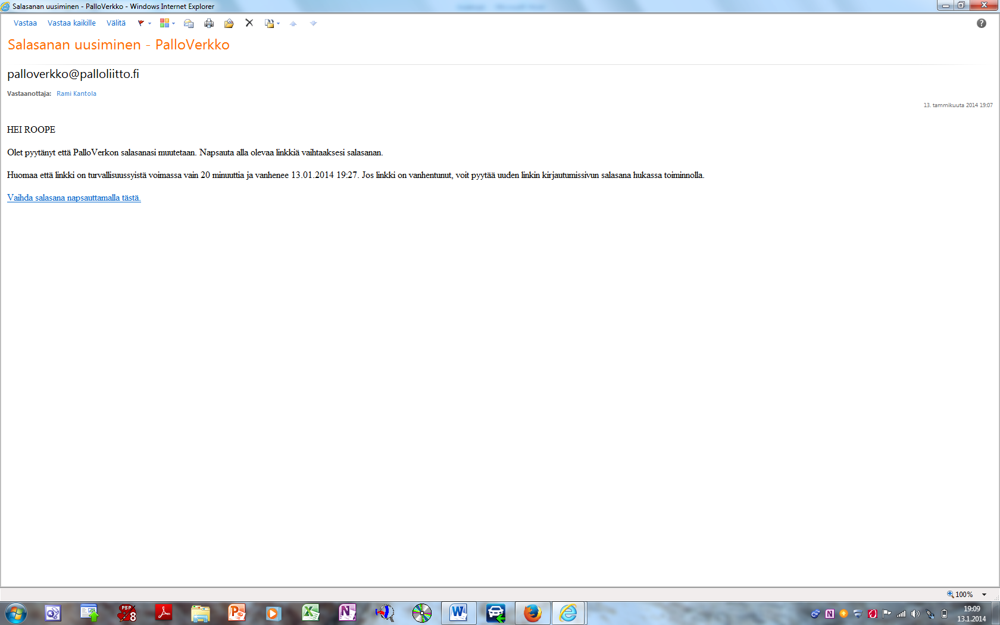 Salasanan uusiminen - PalloVerkko - Windows Internet Explorer
Vastaa Vastaa kaikille Välitä
Salasanan uusiminen - PalloVerkko
palloverkko@palloliitto.fi
Vastaanottaja: Rami Kantola
13. tammikuuta 2014 19:07
HEI ROOPE
Olet pyytänyt että PalloVerkon salasanasi muutetaan. Napsauta alla olevaa linkkiä vaihtaaksesi salasanan.
Huomaa että linkki on turvallisuussyistä voimassa vain 20 minuuttia ja vanhenee 13.01.2014 19:27. Jos linkki on vanhentunut, voit pyytää uuden linkin kirjautumissivun salasana hukassa toiminnolla.
Vaihda salasana napsauttamalla tästä.
100%
PSP 8
19:09
13.1.2014